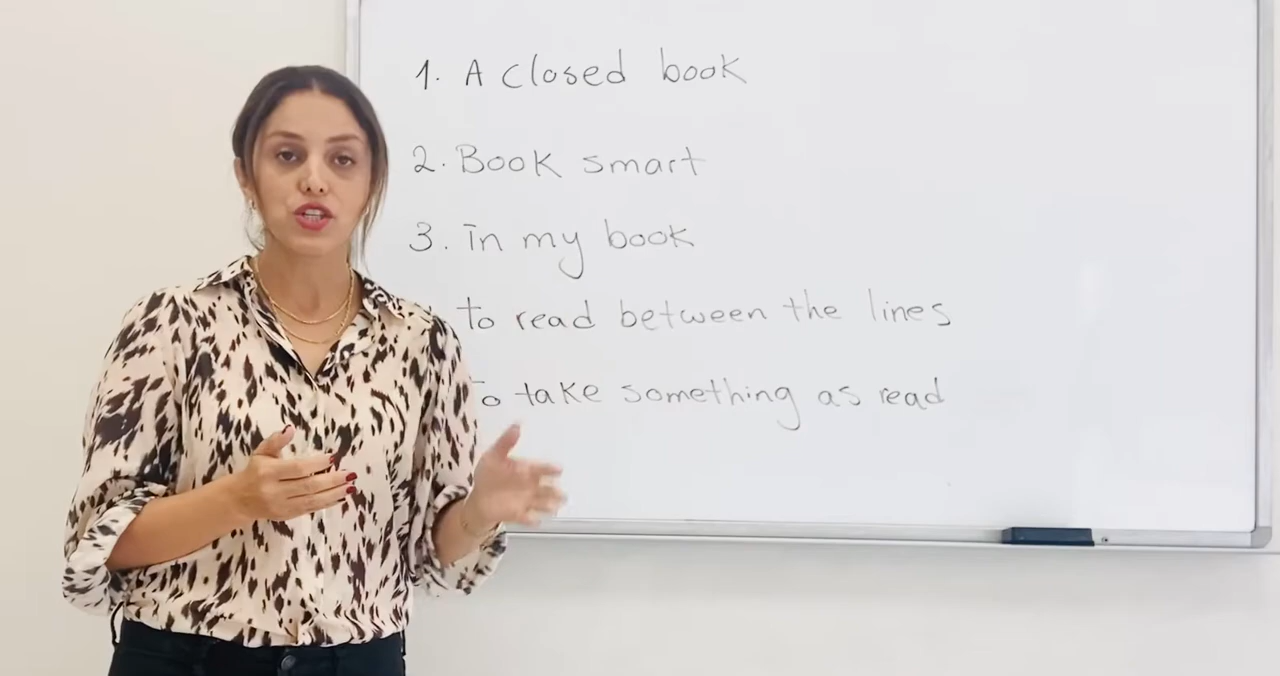 1. A closed book
2. Book smart
3. in my book
to read between the lines
to take something as read